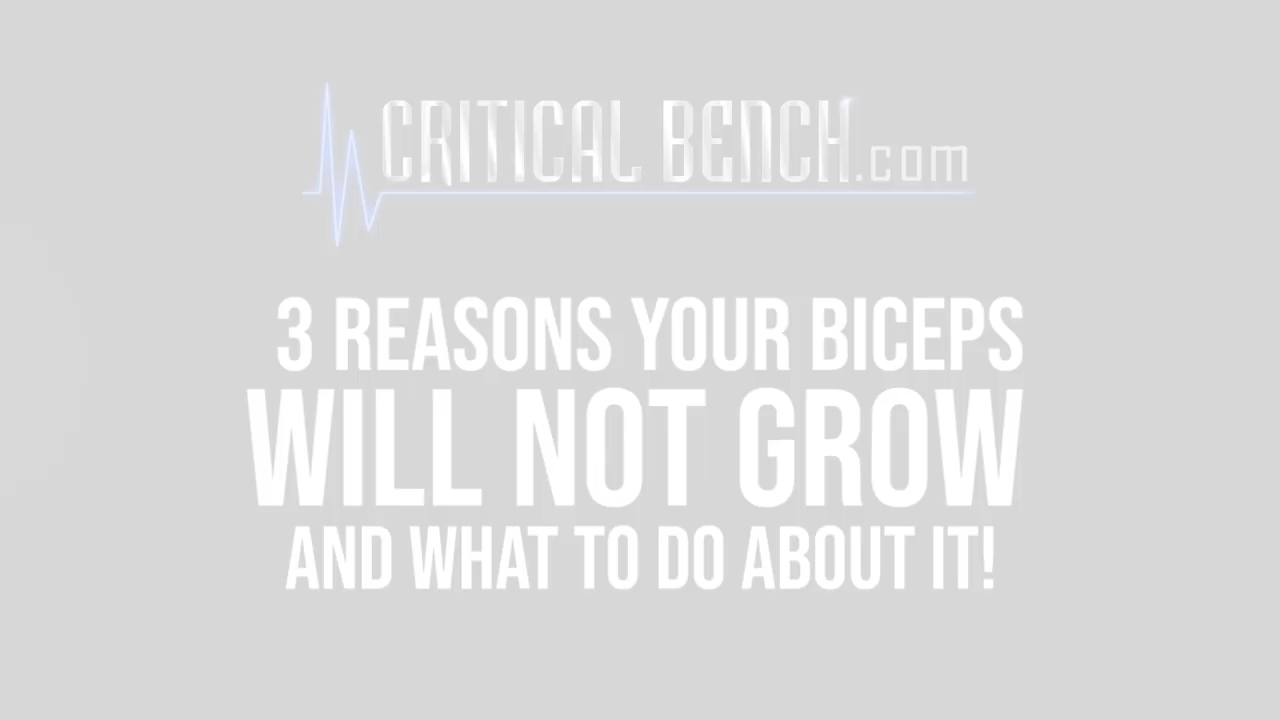 CRITICAL BENCH.com
3 REASONS YOUR BICEPS
WILL NOT GROW
AND WHAT TO DO ABOUT IT!